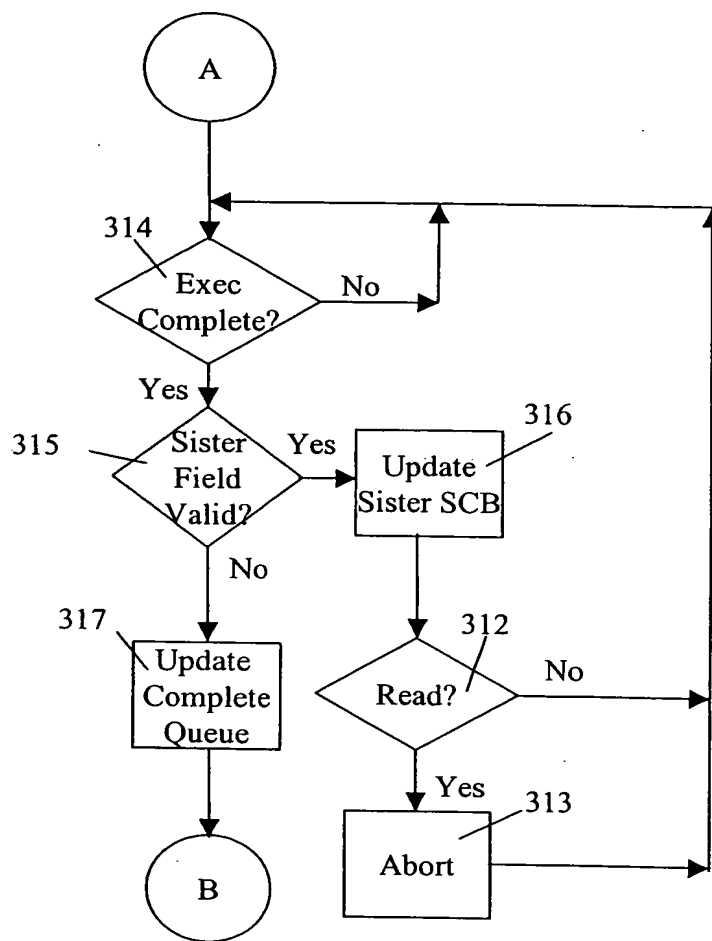 A
314
Exec
Complete?
No
Yes
315
Sister
Field
Valid?
Yes
316
Update
Sister SCB
No
317
Update
Complete
Queue
312
Read?
No
Yes
313
Abort
B